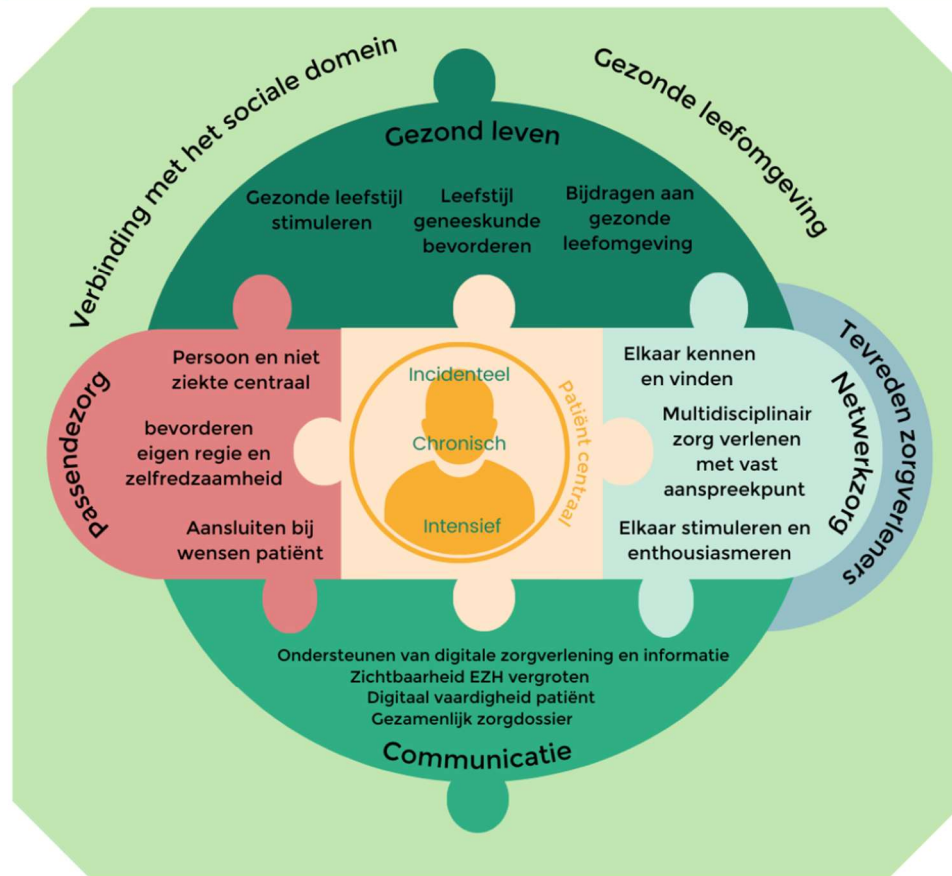 Verbinding met het sociale domein
Gezonde leefomgeving
Gezond leven
Gezonde leefstijl
stimuleren
Leefstijl
geneeskunde
bevorderen
Bijdragen aan
gezonde
leefomgeving
Passendezorg
Persoon en niet
ziekte centraal
bevorderen
eigen regie en
zelfredzaamheid
Aansluiten bij
wensen patiënt
Incidenteel
Chronisch
Intensief
Patiënt centraal
Elkaar kennen
en vinden
Multidisciplinair
zorg verlenen
met vast
aanspreekpunt
Elkaar stimuleren en
enthousiasmeren
Netwerkzorg
Tevreden zorgverleners
Ondersteunen van digitale zorgverlening en informatie
Zichtbaarheid EZH vergroten
Digitaal vaardigheid patiënt
Gezamenlijk zorgdossier
Communicatie